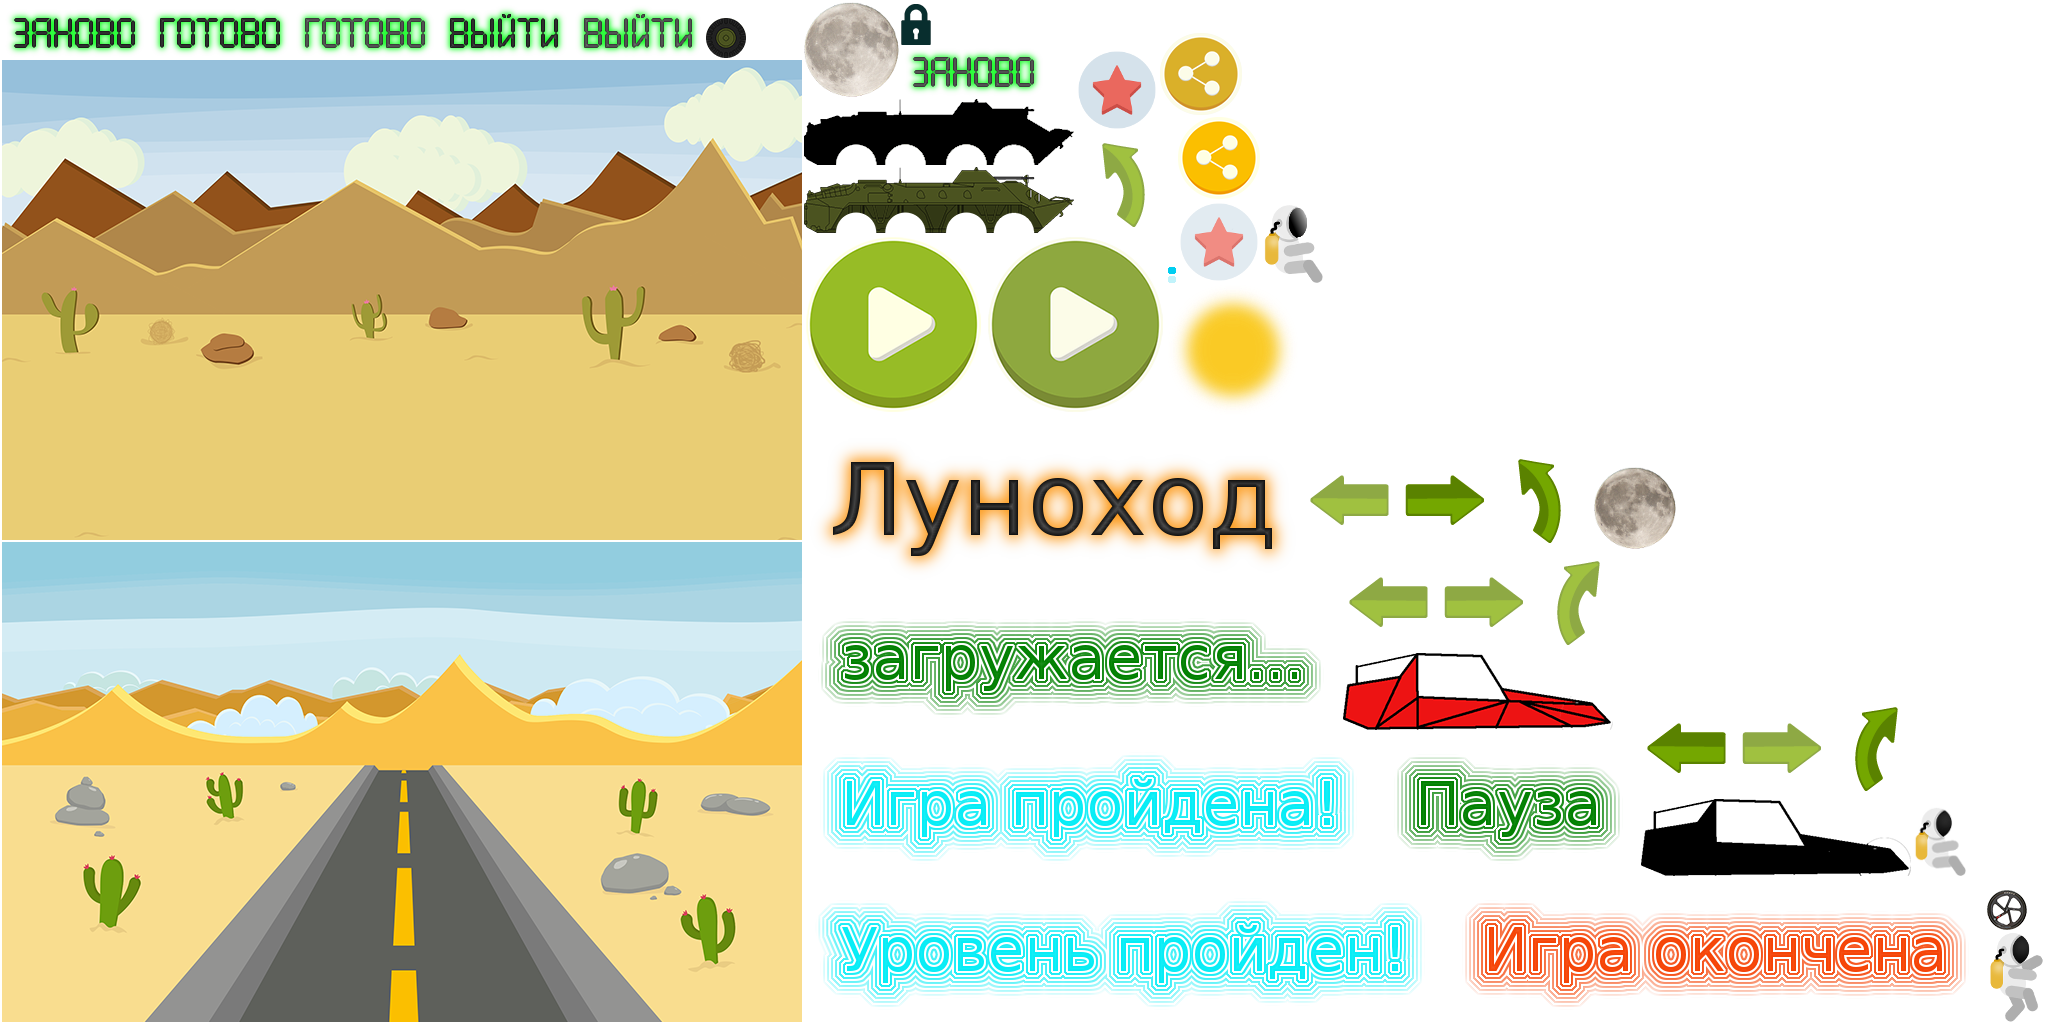 ЗАНОВО ГОТОВО ГОТОВО ВЫЙТИ ВЫЙТИ
ЗАНОВО
Луноход
загружается...
Игра пройдена!
Пауза
Уровень пройден!
Игра окончена